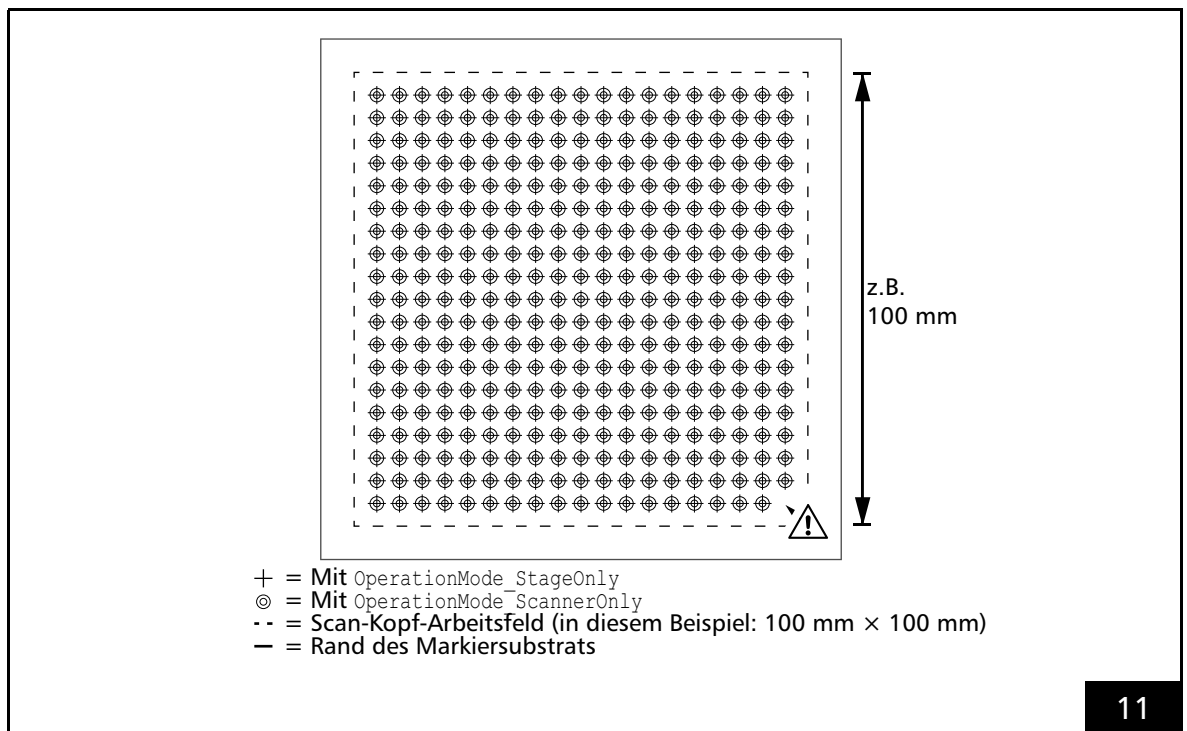 z.B.
100 mm
+ = Mit OperationMode_StageOnly
◎ = Mit OperationMode_ScannerOnly
- - = Scan-Kopf-Arbeitsfeld (in diesem Beispiel: 100 mm × 100 mm)
— = Rand des Markiersubstrats
11